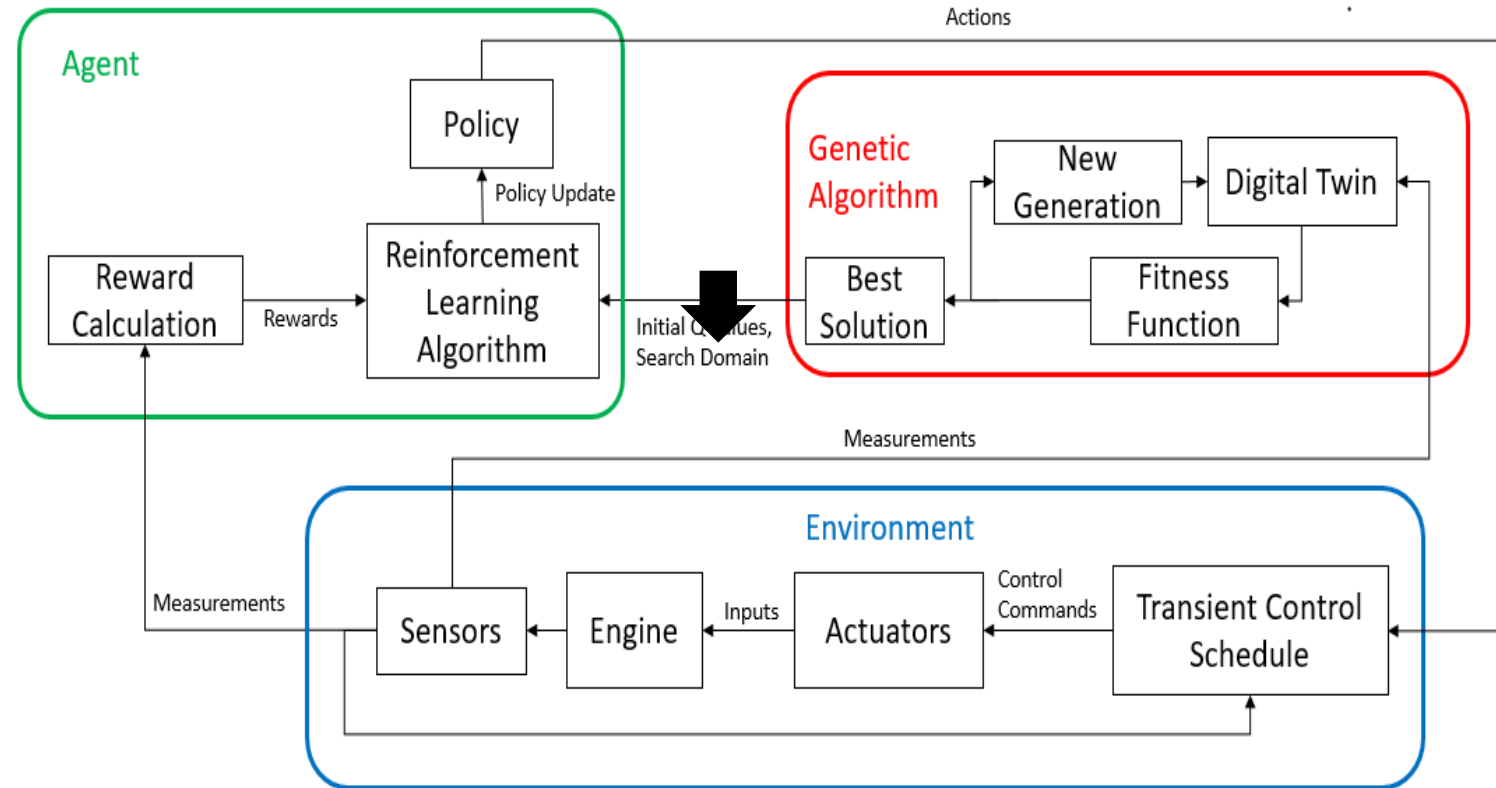 Actions
Agent
Policy
Policy Update
Reward
Calculation
Rewards
Reinforcement
Learning
Algorithm
Initial
Search Domain
Genetic
Algorithm
New
Generation
Digital Twin
Best
Solution
Fitness
Function
Measurements
Environment
Measurements
Sensors
Engine
Inputs
Actuators
Control
Commands
Transient Control
Schedule